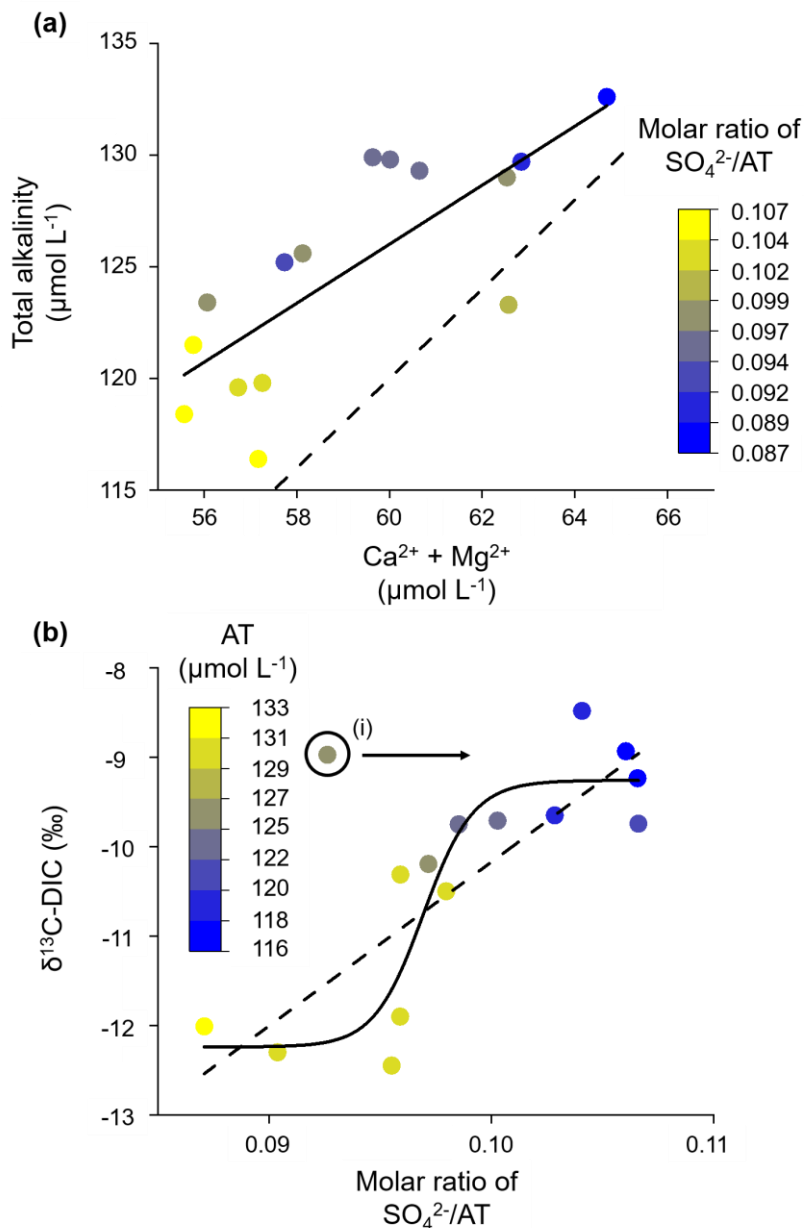 (a)
135
130
125
120
115
Total alkalinity
(µmol L⁻¹)
56 58 60 62 64 66
Ca²⁺ + Mg²⁺
(µmol L⁻¹)
Molar ratio of
SO₄²⁻/AT
0.107
0.104
0.102
0.099
0.097
0.094
0.092
0.089
0.087
(b)
AT
(µmol L⁻¹)
133
131
129
127
125
122
120
118
116
(i)
-8
-9
-10
-11
-12
-13
δ¹³C-DIC (‰)
0.09 0.10 0.11
Molar ratio of
SO₄²⁻/AT